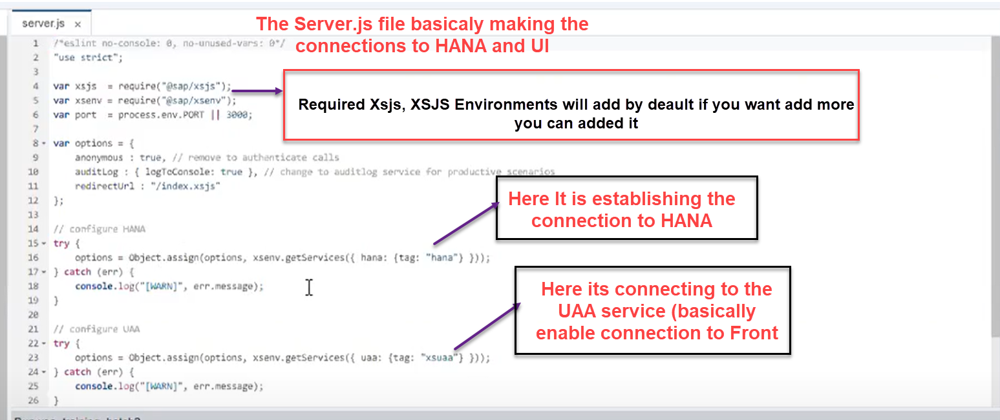 server.js ×
The Server.js file basicaly making the
connections to HANA and UI
1 /*eslint no-console: 0, no-unused-vars: 0*/
2 "use strict";
3
4 var xsjs = require("@sap/xsjs");
5 var xsenv = require("@sap/xsenv");
6 var port = process.env.PORT || 3000;
7
Required Xsjs, XSJS Environments will add by deault if you want add more
you can added it
8 var options = {
9 anonymous : true, // remove to authenticate calls
10 auditLog : { logToConsole: true }, // change to auditlog service for productive scenarios
11 redirectUrl : "/index.xsjs"
12 };
13
Here It is establishing the
connection to HANA
14 // configure HANA
15 try {
16 options = Object.assign(options, xsenv.getServices({ hana: {tag: "hana"} }));
17 } catch (err) {
18 console.log("[WARN]", err.message);
19 }
20
Here its connecting to the
UAA service (basically
enable connection to Front
21 // configure UAA
22 try {
23 options = Object.assign(options, xsenv.getServices({ uaa: {tag: "xsuaa"} }));
24 } catch (err) {
25 console.log("[WARN]", err.message);
26 }